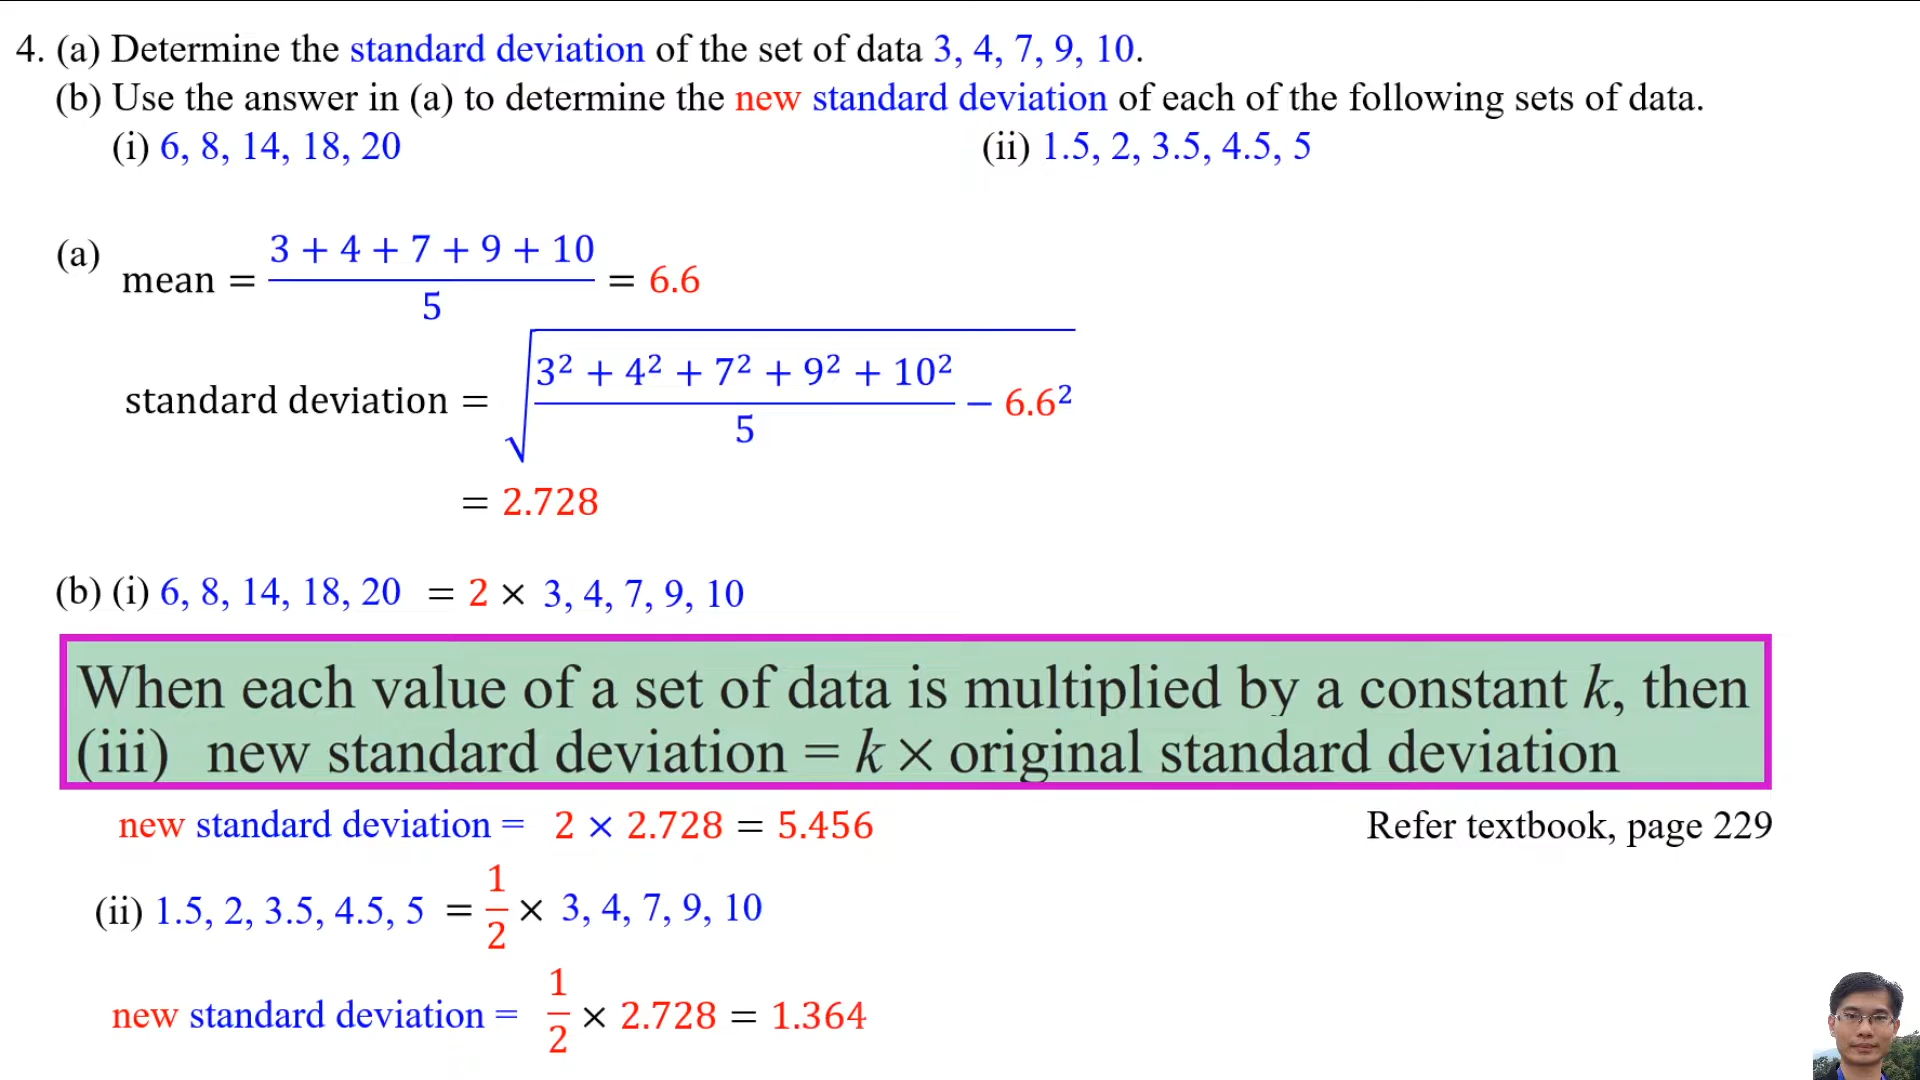 4. (a) Determine the standard deviation of the set of data 3, 4, 7, 9, 10.
(b) Use the answer in (a) to determine the new standard deviation of each of the following sets of data.
(i) 6, 8, 14, 18, 20 (ii) 1.5, 2, 3.5, 4.5, 5
(a) mean = (3 + 4 + 7 + 9 + 10)/5 = 6.6
standard deviation = √((3² + 4² + 7² + 9² + 10²)/5 − 6.6²)
= 2.728
(b) (i) 6, 8, 14, 18, 20 = 2 × 3, 4, 7, 9, 10
When each value of a set of data is multiplied by a constant k, then
(iii) new standard deviation = k × original standard deviation
new standard deviation = 2 × 2.728 = 5.456 Refer textbook, page 229
(ii) 1.5, 2, 3.5, 4.5, 5 = 1/2 × 3, 4, 7, 9, 10
new standard deviation = 1/2 × 2.728 = 1.364